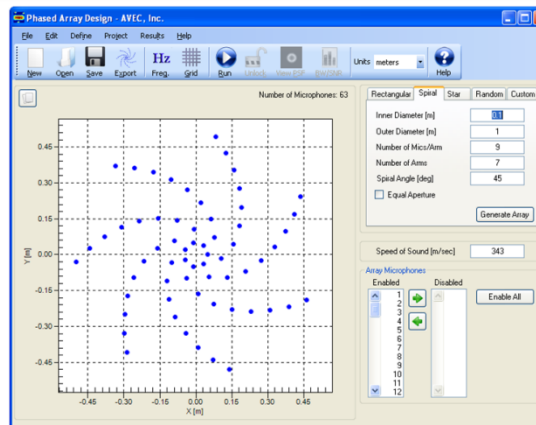 Phased Array Design - AVEC, Inc.
File Edit Define Project Results Help
New Open Save Export Freq. Grid Run Unlock View PSF Units meters Help
Hz
Number of Microphones: 63
Rectangular Spiral Star Random Custom
Inner Diameter [m] 0.1
Outer Diameter [m] 1
Number of Mics/Arm 9
Number of Arms 7
Spiral Angle [deg] 45
Equal Aperture
Generate Array
Speed of Sound [m/sec] 343
Array Microphones
Enabled Disabled
Enable All
1
2
3
4
5
6
7
8
9
10
11
12
Y [m]
0.45
0.30
0.15
0.00
-0.15
-0.30
-0.45
-0.45 -0.30 -0.15 0.00 0.15 0.30 0.45
X [m]